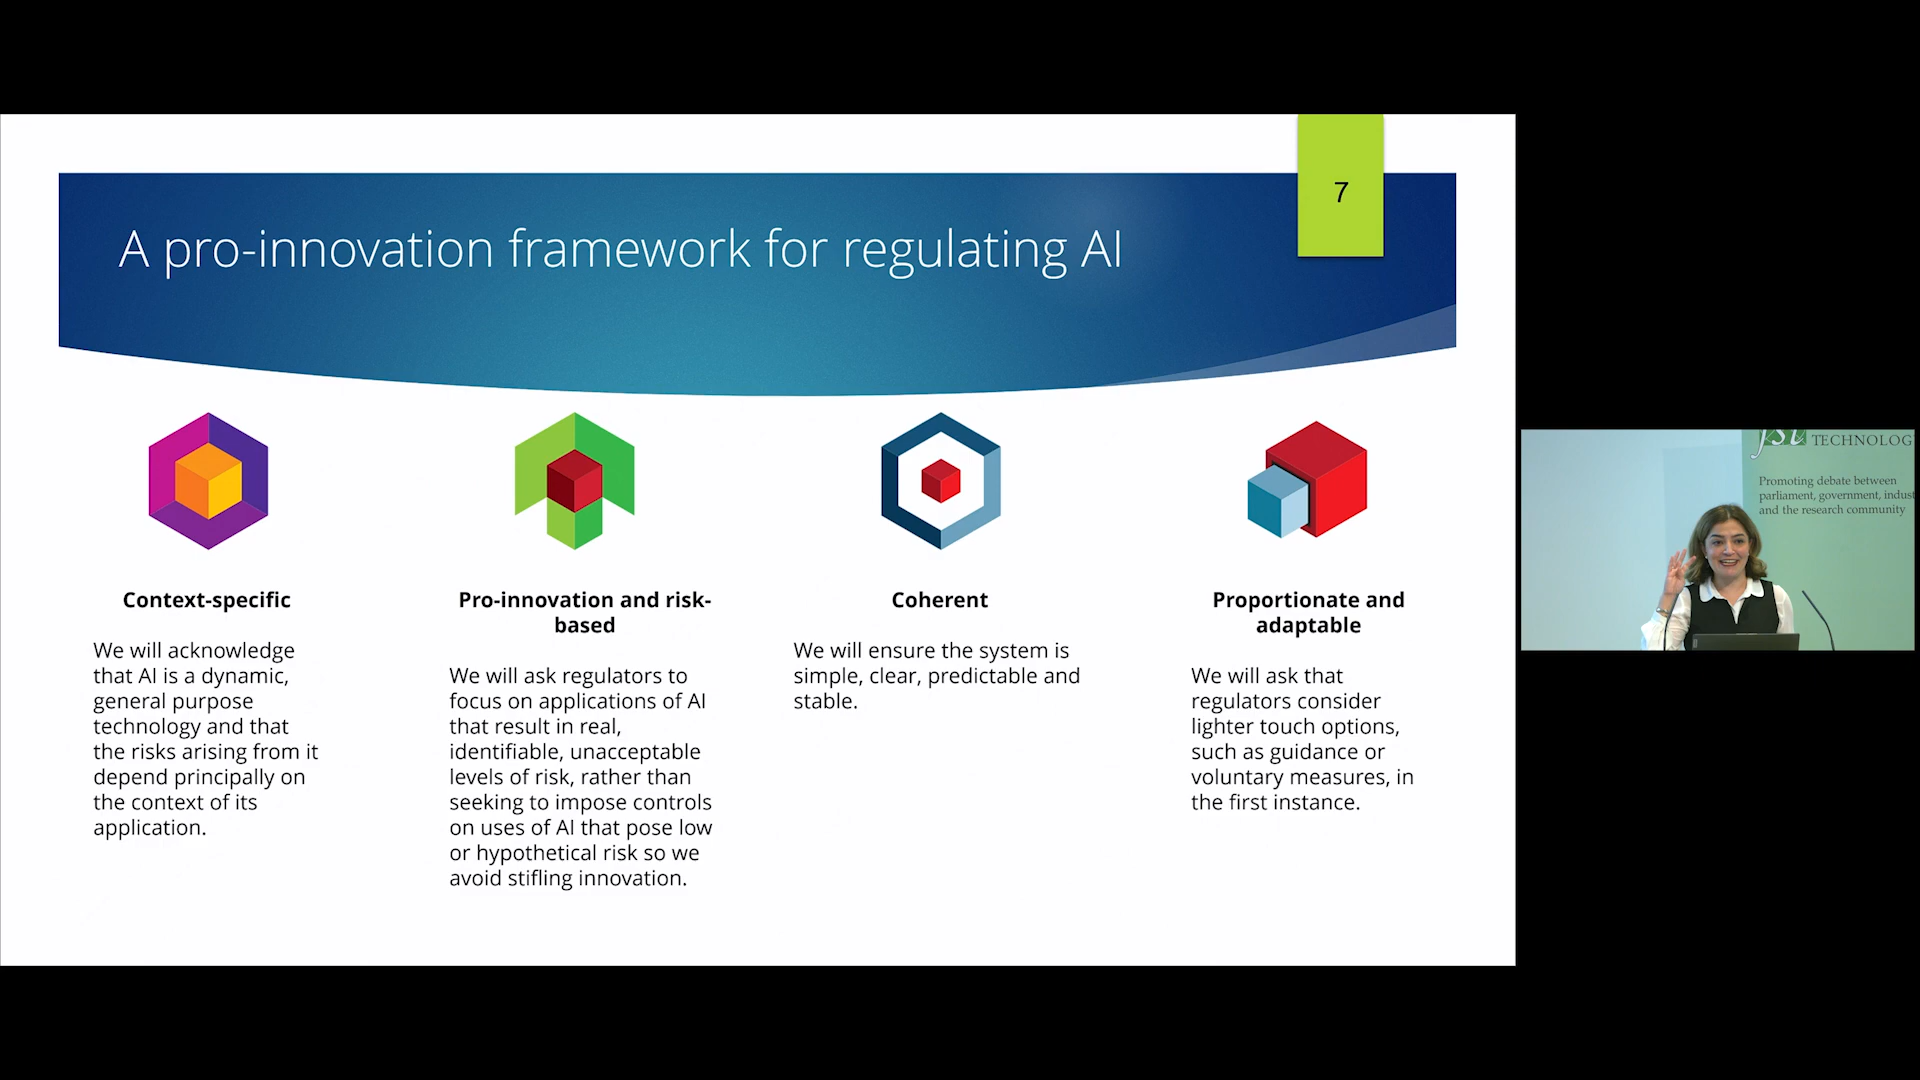 7
A pro-innovation framework for regulating AI
Context-specific
We will acknowledge
that AI is a dynamic,
general purpose
technology and that
the risks arising from it
depend principally on
the context of its
application.
Pro-innovation and risk-
based
We will ask regulators to
focus on applications of AI
that result in real,
identifiable, unacceptable
levels of risk, rather than
seeking to impose controls
on uses of AI that pose low
or hypothetical risk so we
avoid stifling innovation.
Coherent
We will ensure the system is
simple, clear, predictable and
stable.
Proportionate and
adaptable
We will ask that
regulators consider
lighter touch options,
such as guidance or
voluntary measures, in
the first instance.
fst TECHNOLOG
Promoting debate between
parliament, government, indust
and the research community